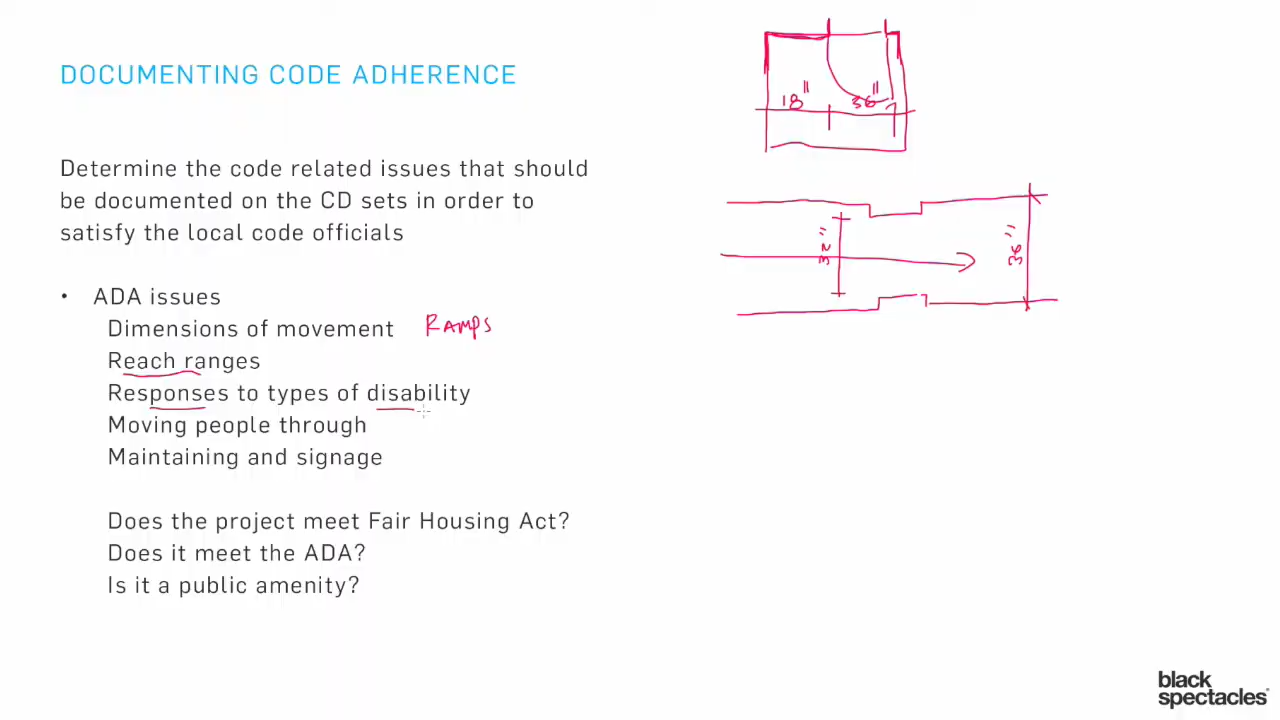 DOCUMENTING CODE ADHERENCE
Determine the code related issues that should
be documented on the CD sets in order to
satisfy the local code officials
• ADA issues
Dimensions of movement RAMPS
Reach ranges
Responses to types of disability
Moving people through
Maintaining and signage
Does the project meet Fair Housing Act?
Does it meet the ADA?
Is it a public amenity?
18" 36"
32" 36"
black
spectacles®